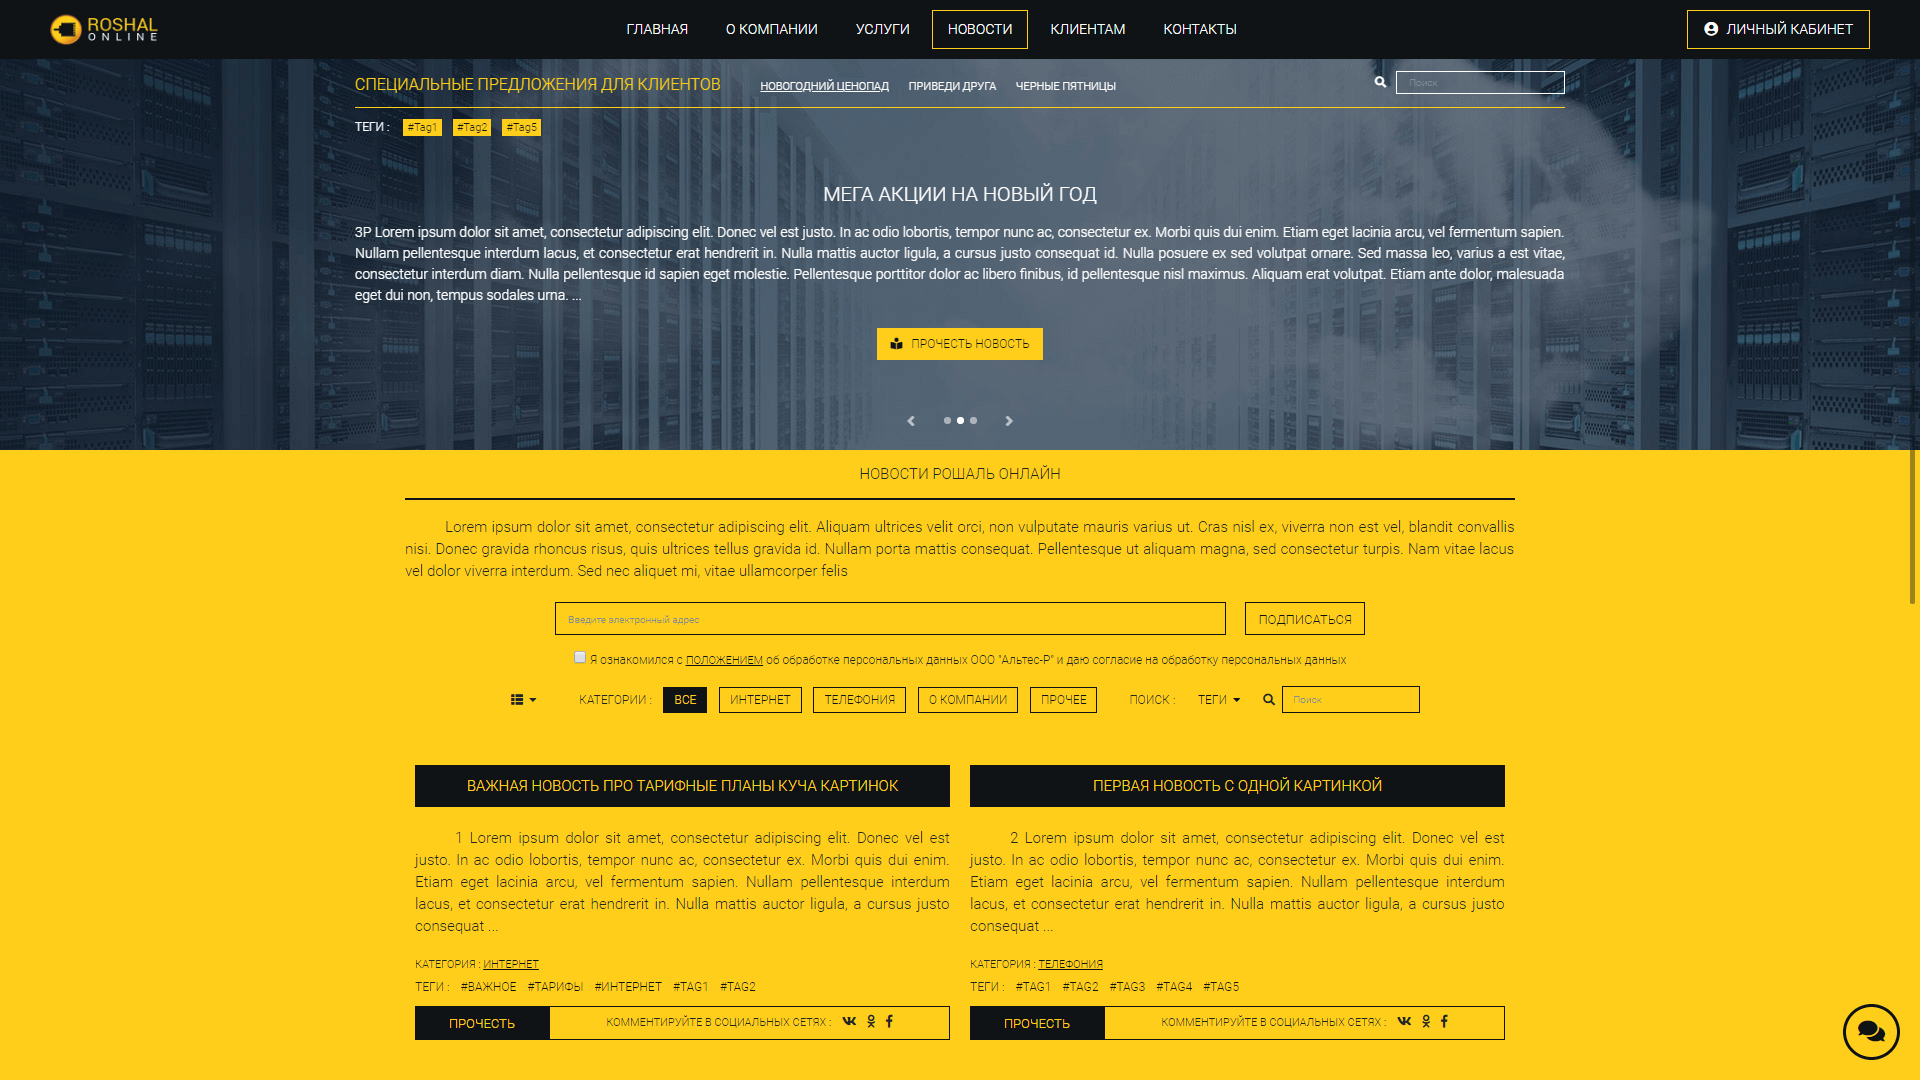 ROSHAL
ONLINE
ГЛАВНАЯ О КОМПАНИИ УСЛУГИ НОВОСТИ КЛИЕНТАМ КОНТАКТЫ
ЛИЧНЫЙ КАБИНЕТ
СПЕЦИАЛЬНЫЕ ПРЕДЛОЖЕНИЯ ДЛЯ КЛИЕНТОВ НОВОГОДНИЙ ЦЕНОПАД ПРИВЕДИ ДРУГА ЧЕРНЫЕ ПЯТНИЦЫ Поиск
ТЕГИ : #Tag1 #Tag2 #Tag5
МЕГА АКЦИИ НА НОВЫЙ ГОД
3P Lorem ipsum dolor sit amet, consectetur adipiscing elit. Donec vel est justo. In ac odio lobortis, tempor nunc ac, consectetur ex. Morbi quis dui enim. Etiam eget lacinia arcu, vel fermentum sapien.
Nullam pellentesque interdum lacus, et consectetur erat hendrerit in. Nulla mattis auctor ligula, a cursus justo consequat id. Nulla posuere ex sed volutpat ornare. Sed massa leo, varius a est vitae,
consectetur interdum diam. Nulla pellentesque id sapien eget molestie. Pellentesque porttitor dolor ac libero finibus, id pellentesque nisl maximus. Aliquam erat volutpat. Etiam ante dolor, malesuada
eget dui non, tempus sodales urna. ...
ПРОЧЕСТЬ НОВОСТЬ
НОВОСТИ РОШАЛЬ ОНЛАЙН
Lorem ipsum dolor sit amet, consectetur adipiscing elit. Aliquam ultrices velit orci, non vulputate mauris varius ut. Cras nisl ex, viverra non est vel, blandit convallis
nisi. Donec gravida rhoncus risus, quis ultrices tellus gravida id. Nullam porta mattis consequat. Pellentesque ut aliquam magna, sed consectetur turpis. Nam vitae lacus
vel dolor viverra interdum. Sed nec aliquet mi, vitae ullamcorper felis
Введите электронный адрес ПОДПИСАТЬСЯ
Я ознакомился с ПОЛОЖЕНИЕМ об обработке персональных данных ООО "Альтес-Р" и даю согласие на обработку персональных данных
КАТЕГОРИИ : ВСЕ ИНТЕРНЕТ ТЕЛЕФОНИЯ О КОМПАНИИ ПРОЧЕЕ ПОИСК : ТЕГИ Поиск
ВАЖНАЯ НОВОСТЬ ПРО ТАРИФНЫЕ ПЛАНЫ КУЧА КАРТИНОК
1 Lorem ipsum dolor sit amet, consectetur adipiscing elit. Donec vel est
justo. In ac odio lobortis, tempor nunc ac, consectetur ex. Morbi quis dui enim.
Etiam eget lacinia arcu, vel fermentum sapien. Nullam pellentesque interdum
lacus, et consectetur erat hendrerit in. Nulla mattis auctor ligula, a cursus justo
consequat ...
КАТЕГОРИЯ : ИНТЕРНЕТ
ТЕГИ : #ВАЖНОЕ #ТАРИФЫ #ИНТЕРНЕТ #TAG1 #TAG2
ПРОЧЕСТЬ КОММЕНТИРУЙТЕ В СОЦИАЛЬНЫХ СЕТЯХ :
ПЕРВАЯ НОВОСТЬ С ОДНОЙ КАРТИНКОЙ
2 Lorem ipsum dolor sit amet, consectetur adipiscing elit. Donec vel est
justo. In ac odio lobortis, tempor nunc ac, consectetur ex. Morbi quis dui enim.
Etiam eget lacinia arcu, vel fermentum sapien. Nullam pellentesque interdum
lacus, et consectetur erat hendrerit in. Nulla mattis auctor ligula, a cursus justo
consequat ...
КАТЕГОРИЯ : ТЕЛЕФОНИЯ
ТЕГИ : #TAG1 #TAG2 #TAG3 #TAG4 #TAG5
ПРОЧЕСТЬ КОММЕНТИРУЙТЕ В СОЦИАЛЬНЫХ СЕТЯХ :